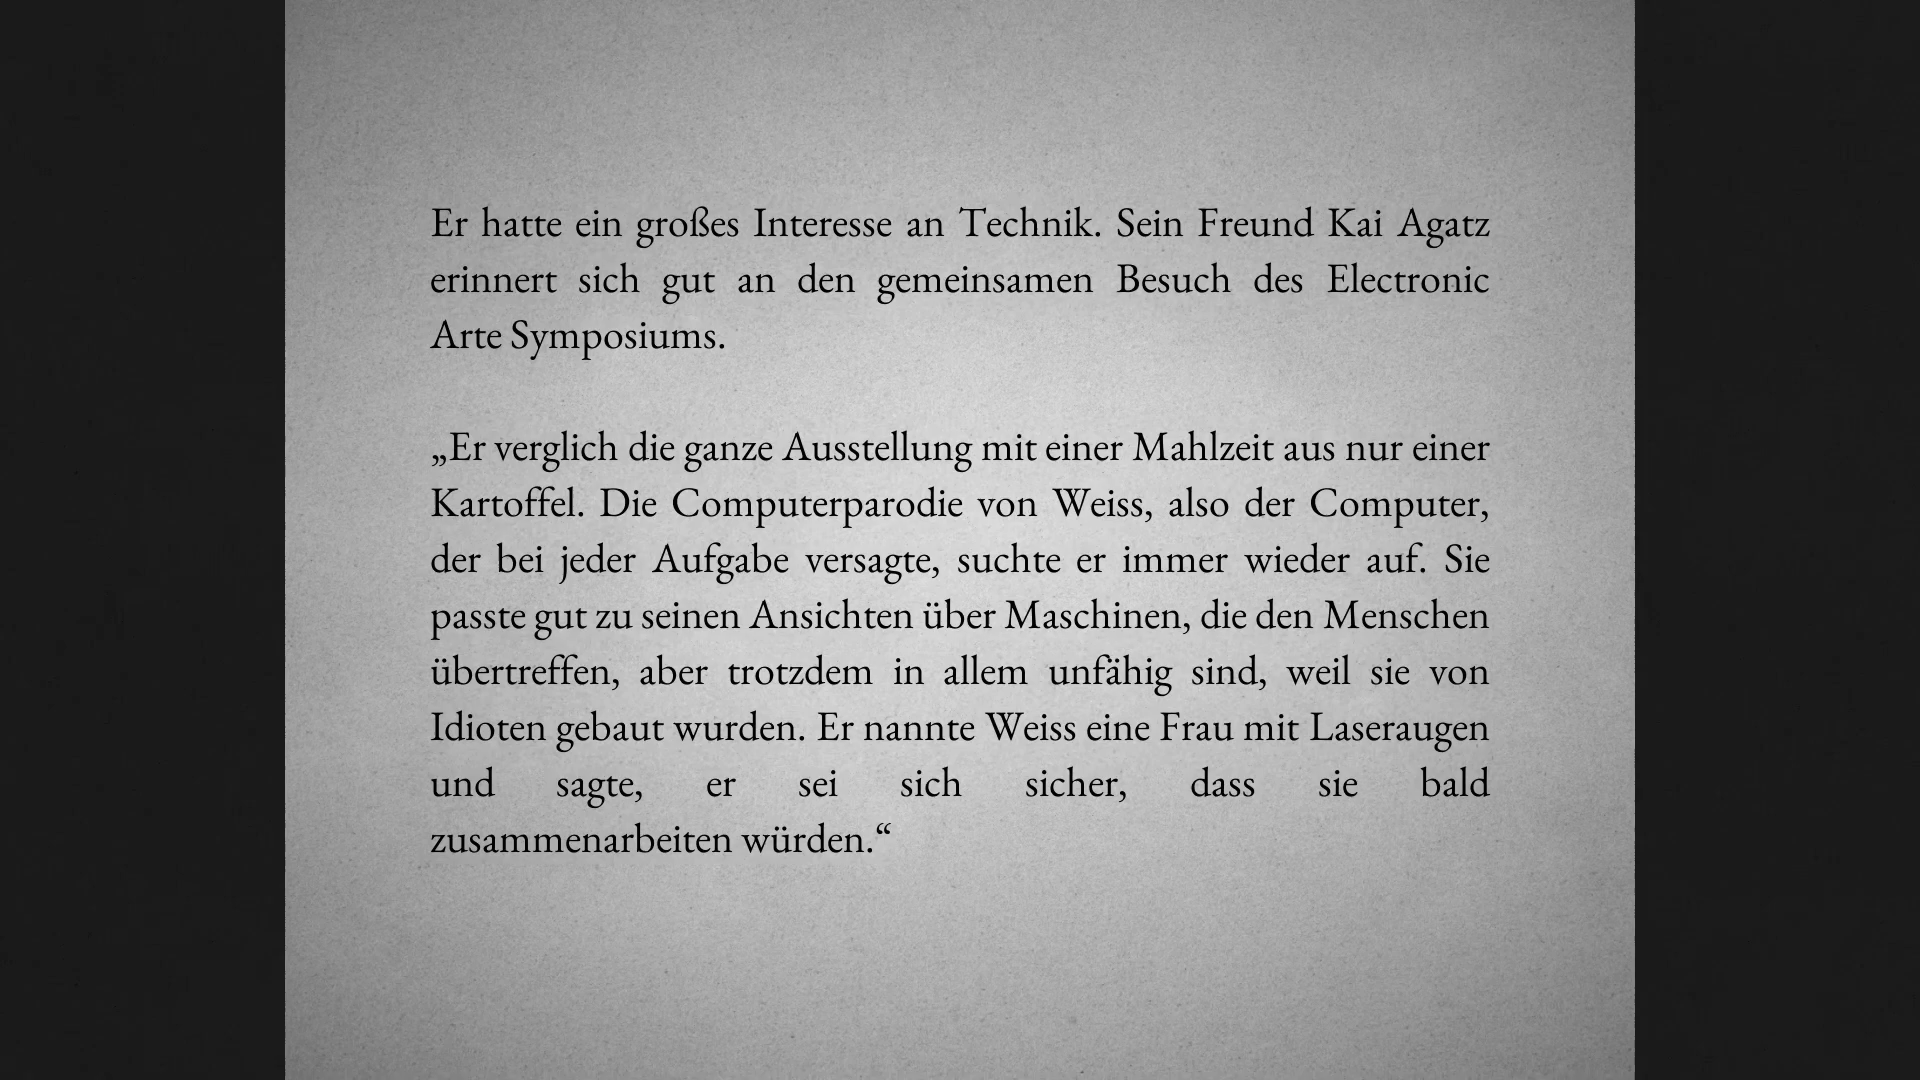 Er hatte ein großes Interesse an Technik. Sein Freund Kai Agatz
erinnert sich gut an den gemeinsamen Besuch des Electronic
Arte Symposiums.
„Er verglich die ganze Ausstellung mit einer Mahlzeit aus nur einer
Kartoffel. Die Computerparodie von Weiss, also der Computer,
der bei jeder Aufgabe versagte, suchte er immer wieder auf. Sie
passte gut zu seinen Ansichten über Maschinen, die den Menschen
übertreffen, aber trotzdem in allem unfähig sind, weil sie von
Idioten gebaut wurden. Er nannte Weiss eine Frau mit Laseraugen
und sagte, er sei sich sicher, dass sie bald
zusammenarbeiten würden.“